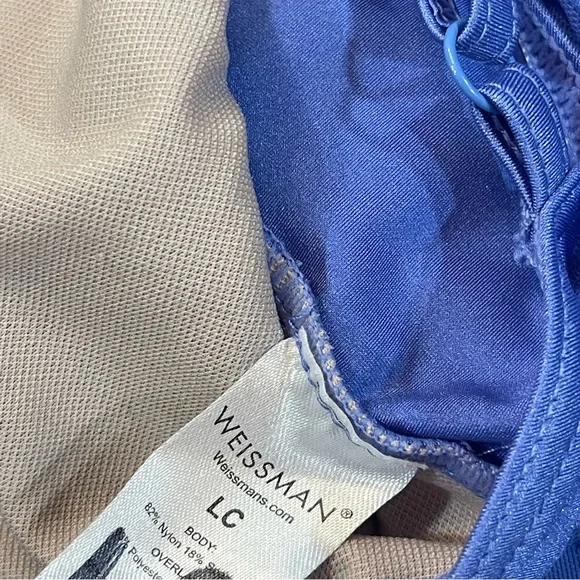 WEISSMAN®
Weissmans.com
LC
BODY:
82% Nylon 18%